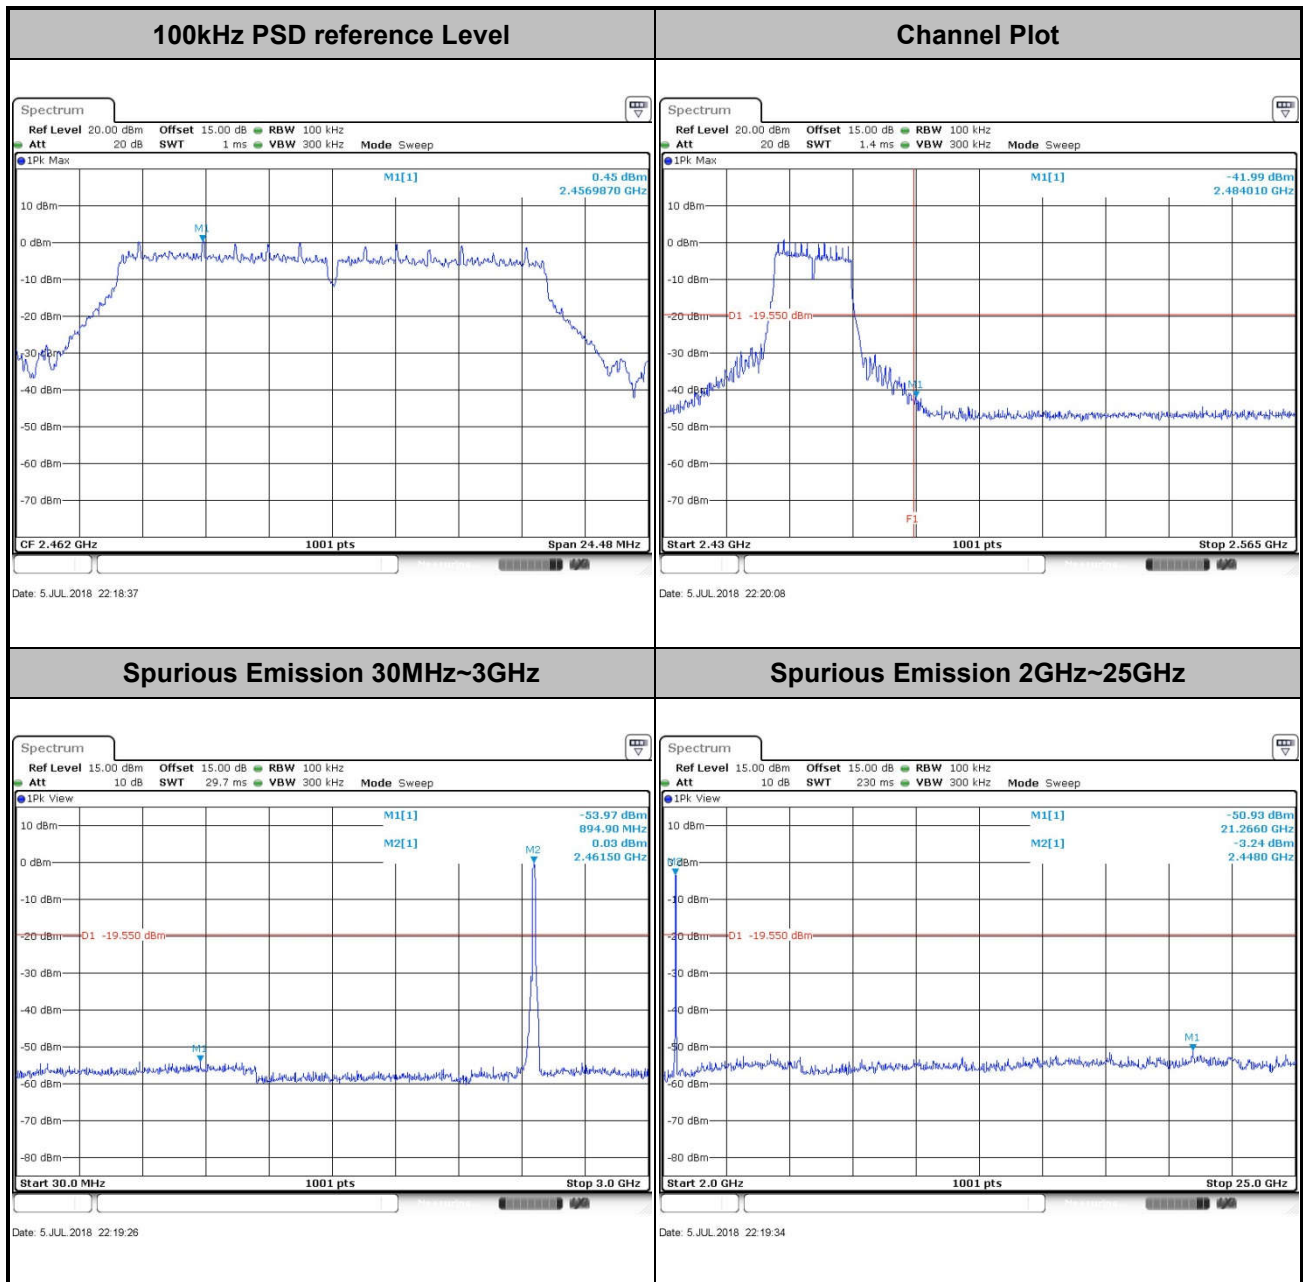 100kHz PSD reference Level
Channel Plot
Spectrum
Ref Level 20.00 dBm Offset 15.00 dB RBW 100 kHz
Att 20 dB SWT 1 ms VBW 300 kHz Mode Sweep
1Pk Max
M1[1] 0.45 dBm
2.4569870 GHz
10 dBm
M1
0 dBm
-10 dBm
-20 dBm
-30 dBm
-40 dBm
-50 dBm
-60 dBm
-70 dBm
CF 2.462 GHz 1001 pts Span 24.48 MHz
Date: 5.JUL.2018 22:18:37
Spectrum
Ref Level 20.00 dBm Offset 15.00 dB RBW 100 kHz
Att 20 dB SWT 1.4 ms VBW 300 kHz Mode Sweep
1Pk Max
M1[1] -41.99 dBm
2.484010 GHz
10 dBm
0 dBm
-10 dBm
-20 dBm D1 -19.550 dBm
-30 dBm
-40 dBm
M1
-50 dBm
-60 dBm
-70 dBm
F1
Start 2.43 GHz 1001 pts Stop 2.565 GHz
Date: 5.JUL.2018 22:20:08
Spurious Emission 30MHz~3GHz
Spurious Emission 2GHz~25GHz
Spectrum
Ref Level 15.00 dBm Offset 15.00 dB RBW 100 kHz
Att 10 dB SWT 29.7 ms VBW 300 kHz Mode Sweep
1Pk View
M1[1] -53.97 dBm
894.90 MHz
10 dBm
M2[1] 0.03 dBm
2.46150 GHz
M2
0 dBm
-10 dBm
-20 dBm D1 -19.550 dBm
-30 dBm
-40 dBm
-50 dBm
M1
-60 dBm
-70 dBm
-80 dBm
Start 30.0 MHz 1001 pts Stop 3.0 GHz
Date: 5.JUL.2018 22:19:26
Spectrum
Ref Level 15.00 dBm Offset 15.00 dB RBW 100 kHz
Att 10 dB SWT 230 ms VBW 300 kHz Mode Sweep
1Pk View
M1[1] -50.93 dBm
21.2660 GHz
10 dBm
M2[1] -3.24 dBm
2.4480 GHz
M2
0 dBm
-10 dBm
-20 dBm D1 -19.550 dBm
-30 dBm
-40 dBm
M1
-50 dBm
-60 dBm
-70 dBm
-80 dBm
Start 2.0 GHz 1001 pts Stop 25.0 GHz
Date: 5.JUL.2018 22:19:34